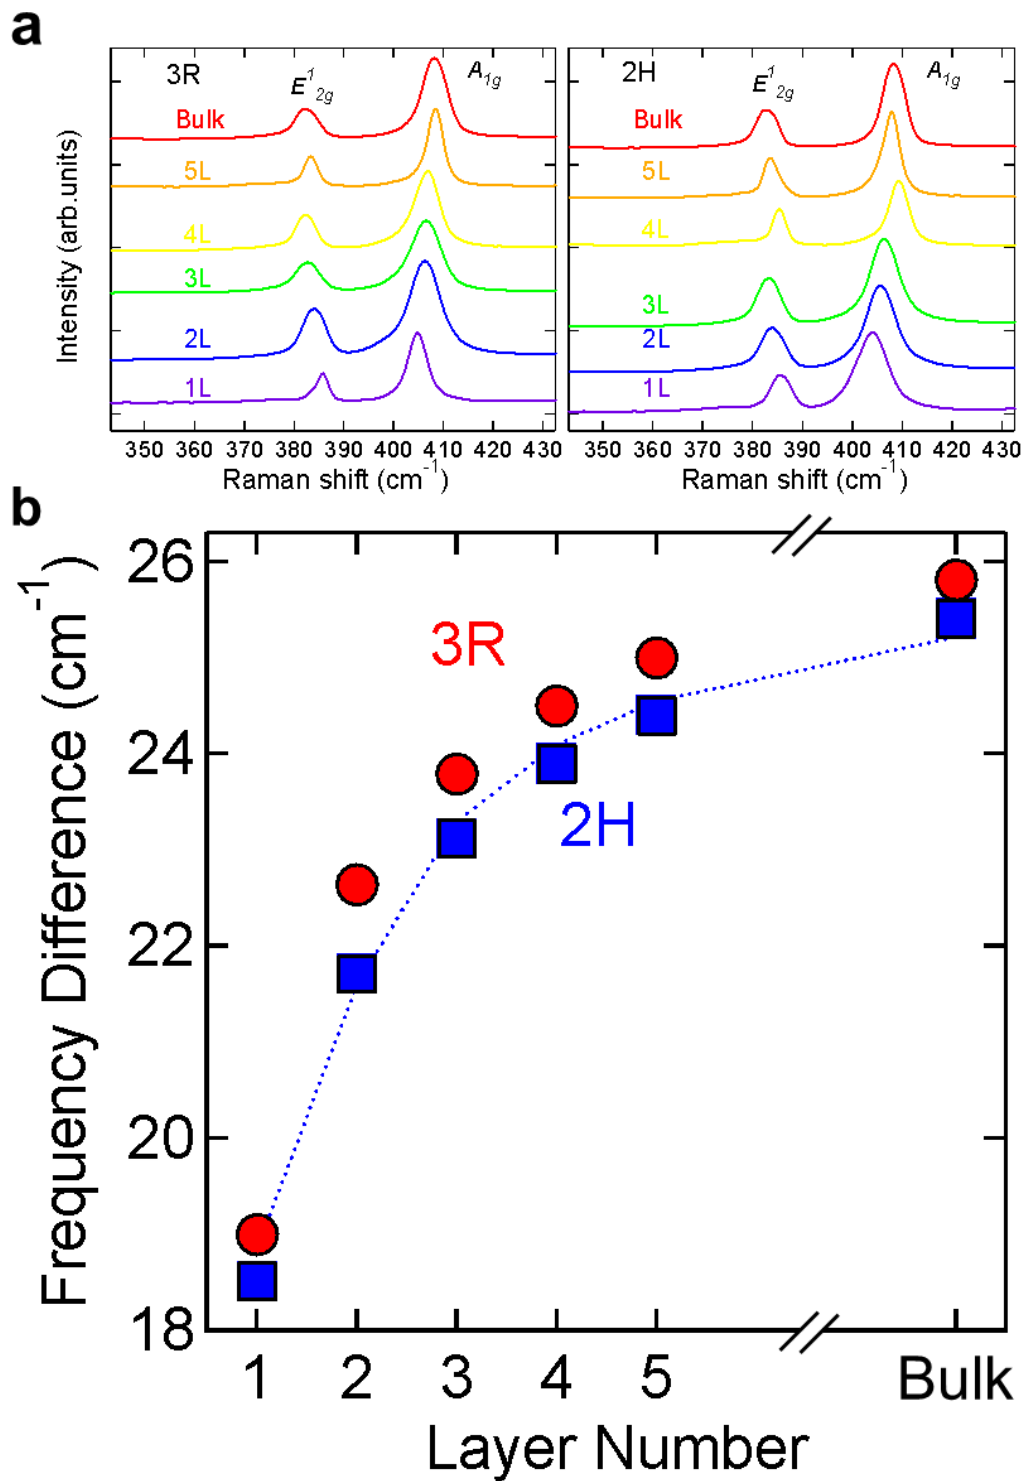 a
3R
E¹2g
A1g
Bulk
5L
4L
3L
2L
1L
2H
E¹2g
A1g
Bulk
5L
4L
3L
2L
1L
Intensity (arb.units)
350 360 370 380 390 400 410 420 430
350 360 370 380 390 400 410 420 430
Raman shift (cm⁻¹)
Raman shift (cm⁻¹)
b
Frequency Difference (cm⁻¹)
26
24
22
20
18
3R
2H
1 2 3 4 5 Bulk
Layer Number